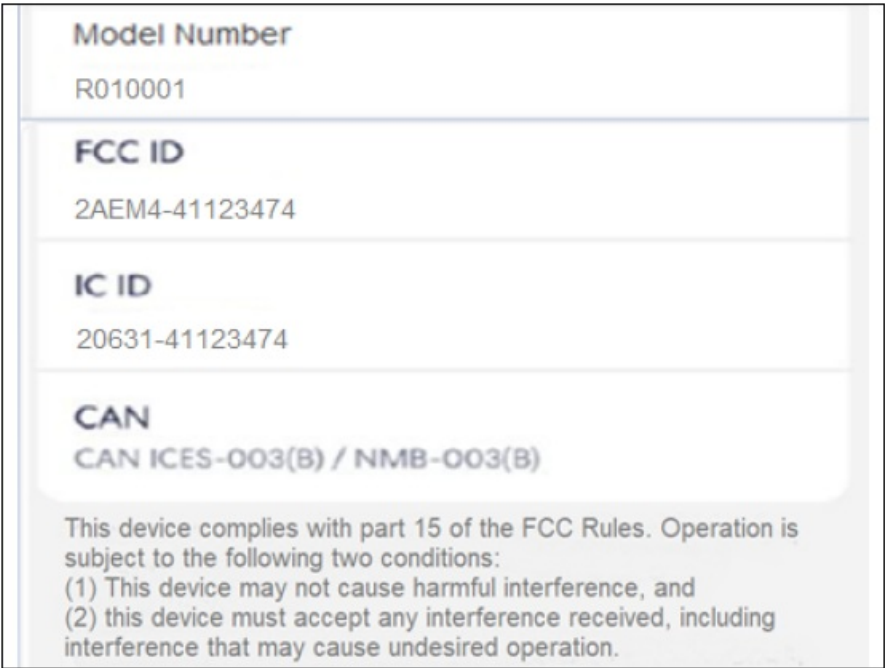 Model Number
R010001
FCC ID
2AEM4-41123474
IC ID
20631-41123474
CAN
CAN ICES-003(B) / NMB-003(B)
This device complies with part 15 of the FCC Rules. Operation is
subject to the following two conditions:
(1) This device may not cause harmful interference, and
(2) this device must accept any interference received, including
interference that may cause undesired operation.